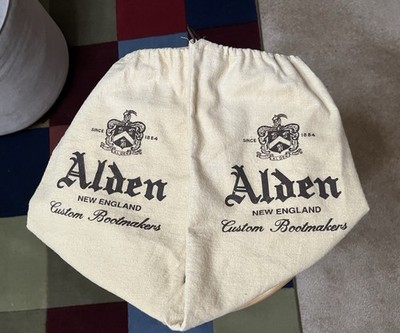 SINCE 1884
Alden
NEW ENGLAND
Custom Bootmakers
SINCE 1884
Alden
NEW ENGLAND
Custom Bootmakers